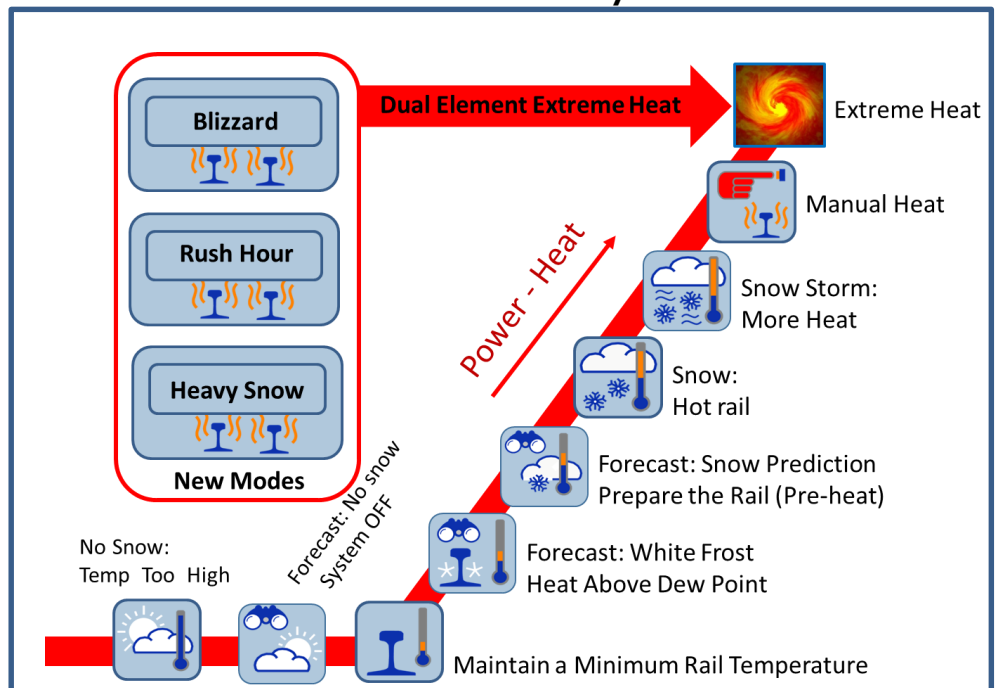 Blizzard
Rush Hour
Heavy Snow
New Modes
Dual Element Extreme Heat
Extreme Heat
Manual Heat
Power - Heat
Snow Storm:
More Heat
Snow:
Hot rail
Forecast: Snow Prediction
Prepare the Rail (Pre-heat)
Forecast: No snow
System OFF
Forecast: White Frost
Heat Above Dew Point
No Snow:
Temp Too High
Maintain a Minimum Rail Temperature